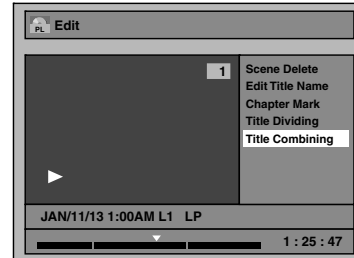 PL Edit
1
Scene Delete
Edit Title Name
Chapter Mark
Title Dividing
Title Combining
JAN/11/13 1:00AM L1 LP
1 : 25 : 47